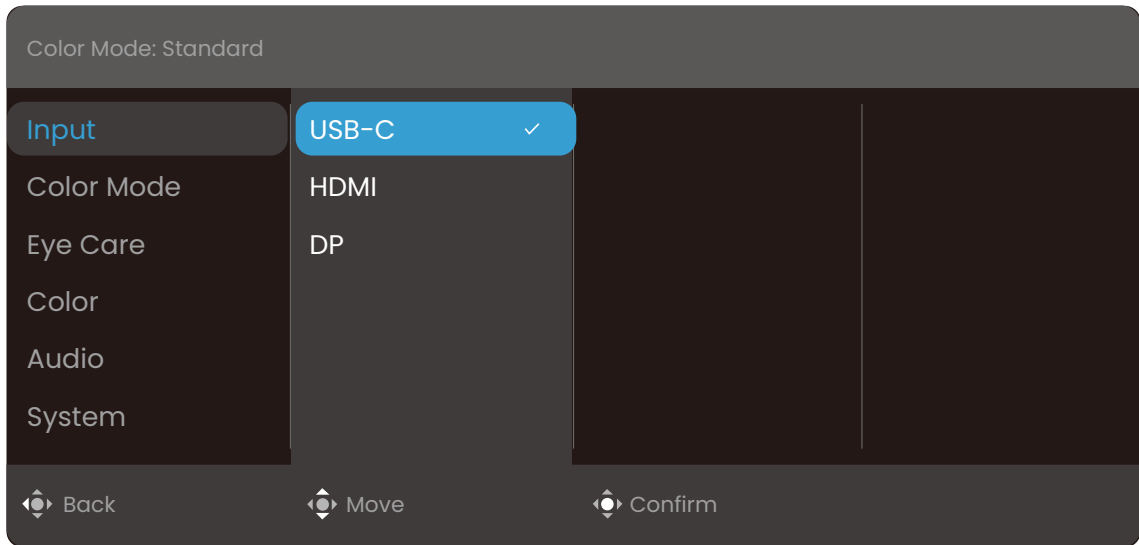 Color Mode: Standard
Input
USB-C
Color Mode
HDMI
Eye Care
DP
Color
Audio
System
Back
Move
Confirm